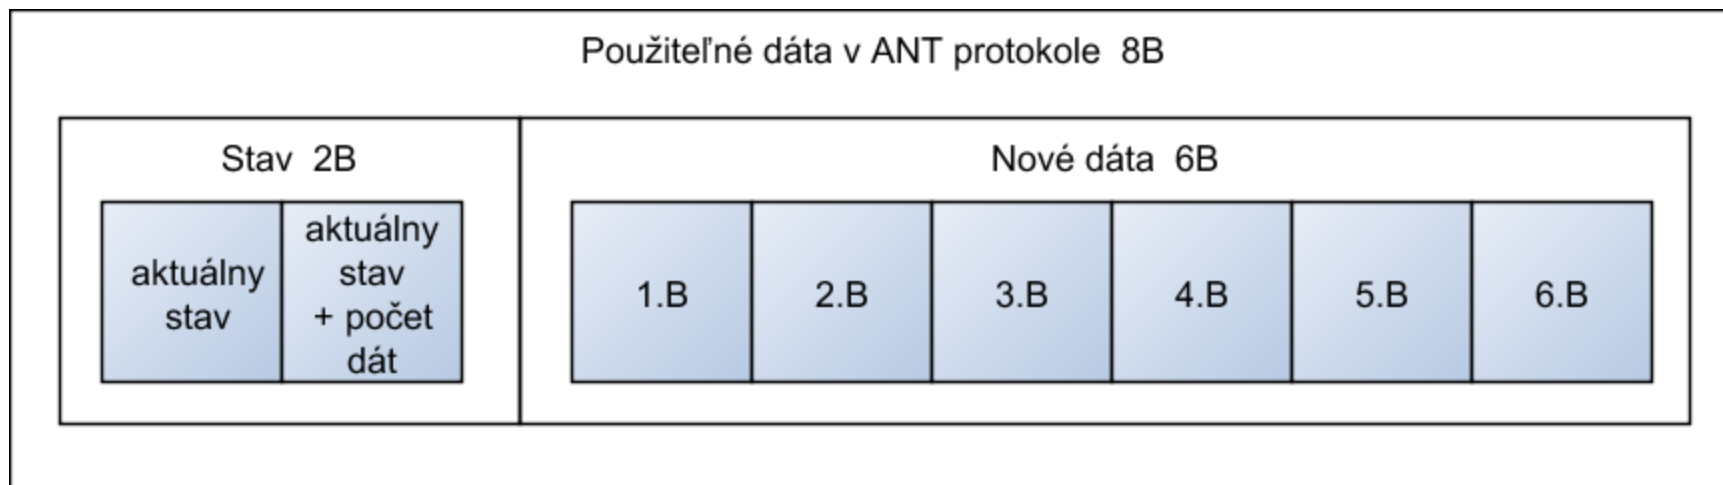 Použiteľné dáta v ANT protokole 8B
Stav 2B
Nové dáta 6B
aktuálny
stav
aktuálny
stav
+ počet
dát
1.B
2.B
3.B
4.B
5.B
6.B